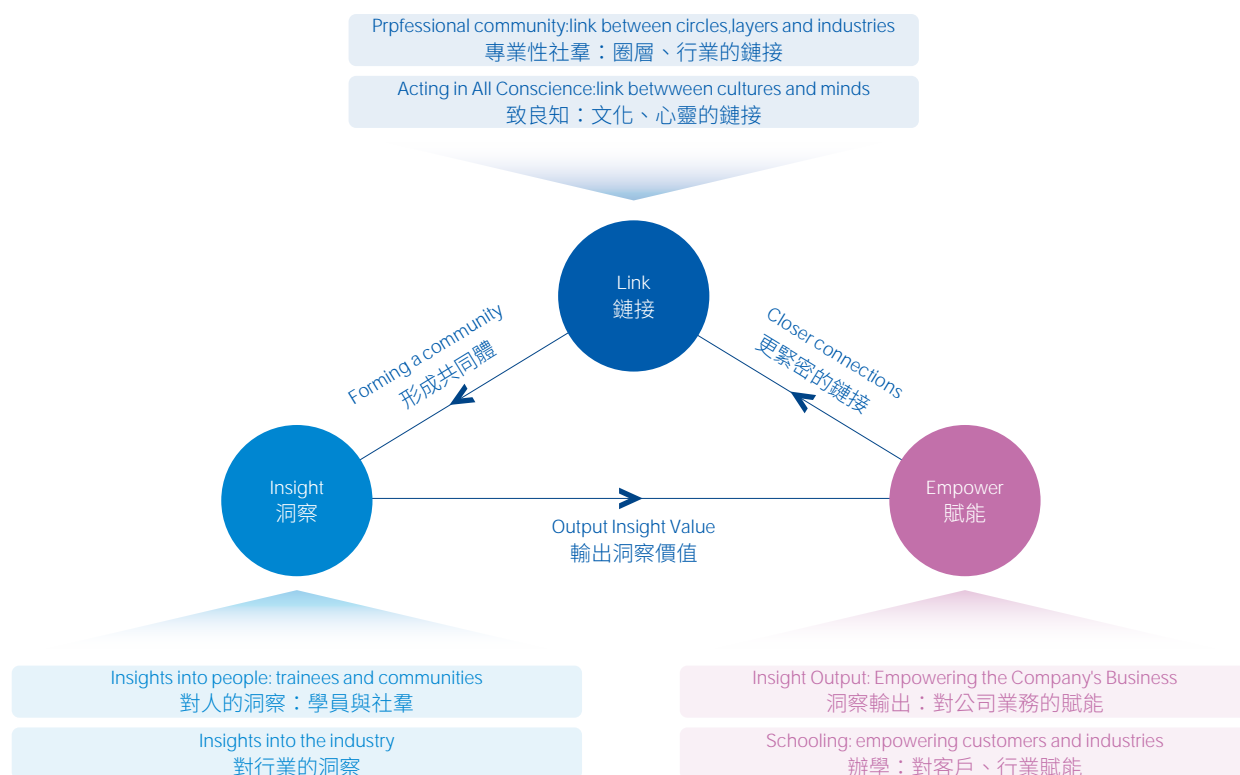 Prpfessional community:link between circles,layers and industries
專業性社羣：圈層、行業的鏈接
Acting in All Conscience:link betwween cultures and minds
致良知：文化、心靈的鏈接
Link
鏈接
Forming a community
形成共同體
Closer connections
更緊密的鏈接
Insight
洞察
Empower
賦能
Output Insight Value
輸出洞察價值
Insights into people: trainees and communities
對人的洞察：學員與社羣
Insights into the industry
對行業的洞察
Insight Output: Empowering the Company's Business
洞察輸出：對公司業務的賦能
Schooling: empowering customers and industries
辦學：對客戶、行業賦能